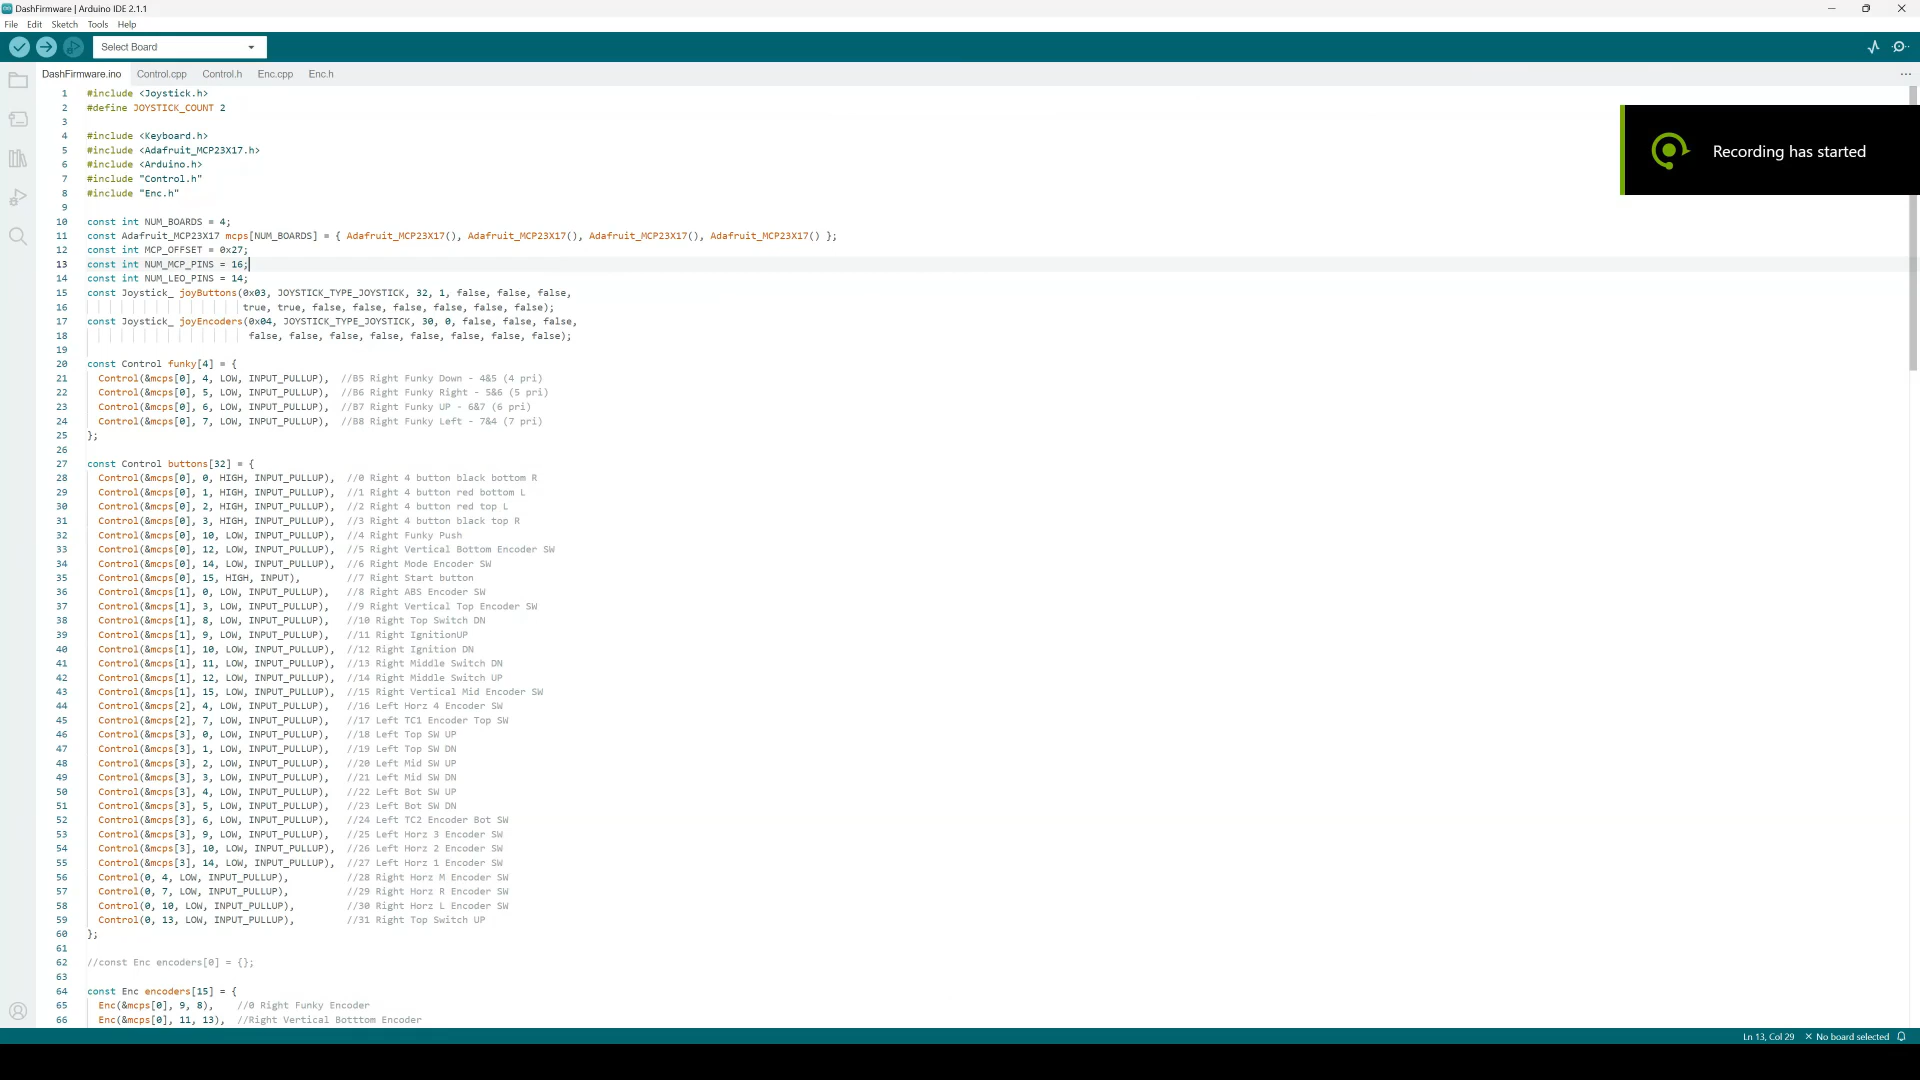 DashFirmware | Arduino IDE 2.1.1
File Edit Sketch Tools Help
Select Board
DashFirmware.ino Control.cpp Control.h Enc.cpp Enc.h
1 #include <Joystick.h>
2 #define JOYSTICK_COUNT 2
3
4 #include <Keyboard.h>
5 #include <Adafruit_MCP23X17.h>
6 #include <Arduino.h>
7 #include "Control.h"
8 #include "Enc.h"
9
10 const int NUM_BOARDS = 4;
11 const Adafruit_MCP23X17 mcps[NUM_BOARDS] = { Adafruit_MCP23X17(), Adafruit_MCP23X17(), Adafruit_MCP23X17(), Adafruit_MCP23X17() };
12 const int MCP_OFFSET = 0x27;
13 const int NUM_MCP_PINS = 16;
14 const int NUM_LEO_PINS = 14;
15 const Joystick_ joyButtons(0x03, JOYSTICK_TYPE_JOYSTICK, 32, 1, false, false, false,
16 true, true, false, false, false, false, false, false);
17 const Joystick_ joyEncoders(0x04, JOYSTICK_TYPE_JOYSTICK, 30, 0, false, false, false,
18 false, false, false, false, false, false, false, false);
19
20 const Control funky[4] = {
21 Control(&mcps[0], 4, LOW, INPUT_PULLUP), //B5 Right Funky Down - 4&5 (4 pri)
22 Control(&mcps[0], 5, LOW, INPUT_PULLUP), //B6 Right Funky Right - 5&6 (5 pri)
23 Control(&mcps[0], 6, LOW, INPUT_PULLUP), //B7 Right Funky UP - 6&7 (6 pri)
24 Control(&mcps[0], 7, LOW, INPUT_PULLUP), //B8 Right Funky Left - 7&4 (7 pri)
25 };
26
27 const Control buttons[32] = {
28 Control(&mcps[0], 0, HIGH, INPUT_PULLUP), //0 Right 4 button black bottom R
29 Control(&mcps[0], 1, HIGH, INPUT_PULLUP), //1 Right 4 button red bottom L
30 Control(&mcps[0], 2, HIGH, INPUT_PULLUP), //2 Right 4 button red top L
31 Control(&mcps[0], 3, HIGH, INPUT_PULLUP), //3 Right 4 button black top R
32 Control(&mcps[0], 10, LOW, INPUT_PULLUP), //4 Right Funky Push
33 Control(&mcps[0], 12, LOW, INPUT_PULLUP), //5 Right Vertical Bottom Encoder SW
34 Control(&mcps[0], 14, LOW, INPUT_PULLUP), //6 Right Mode Encoder SW
35 Control(&mcps[0], 15, HIGH, INPUT), //7 Right Start button
36 Control(&mcps[1], 0, LOW, INPUT_PULLUP), //8 Right ABS Encoder SW
37 Control(&mcps[1], 3, LOW, INPUT_PULLUP), //9 Right Vertical Top Encoder SW
38 Control(&mcps[1], 8, LOW, INPUT_PULLUP), //10 Right Top Switch DN
39 Control(&mcps[1], 9, LOW, INPUT_PULLUP), //11 Right IgnitionUP
40 Control(&mcps[1], 10, LOW, INPUT_PULLUP), //12 Right Ignition DN
41 Control(&mcps[1], 11, LOW, INPUT_PULLUP), //13 Right Middle Switch DN
42 Control(&mcps[1], 12, LOW, INPUT_PULLUP), //14 Right Middle Switch UP
43 Control(&mcps[1], 15, LOW, INPUT_PULLUP), //15 Right Vertical Mid Encoder SW
44 Control(&mcps[2], 4, LOW, INPUT_PULLUP), //16 Left Horz 4 Encoder SW
45 Control(&mcps[2], 7, LOW, INPUT_PULLUP), //17 Left TC1 Encoder Top SW
46 Control(&mcps[3], 0, LOW, INPUT_PULLUP), //18 Left Top SW UP
47 Control(&mcps[3], 1, LOW, INPUT_PULLUP), //19 Left Top SW DN
48 Control(&mcps[3], 2, LOW, INPUT_PULLUP), //20 Left Mid SW UP
49 Control(&mcps[3], 3, LOW, INPUT_PULLUP), //21 Left Mid SW DN
50 Control(&mcps[3], 4, LOW, INPUT_PULLUP), //22 Left Bot SW UP
51 Control(&mcps[3], 5, LOW, INPUT_PULLUP), //23 Left Bot SW DN
52 Control(&mcps[3], 6, LOW, INPUT_PULLUP), //24 Left TC2 Encoder Bot SW
53 Control(&mcps[3], 9, LOW, INPUT_PULLUP), //25 Left Horz 3 Encoder SW
54 Control(&mcps[3], 10, LOW, INPUT_PULLUP), //26 Left Horz 2 Encoder SW
55 Control(&mcps[3], 14, LOW, INPUT_PULLUP), //27 Left Horz 1 Encoder SW
56 Control(0, 4, LOW, INPUT_PULLUP), //28 Right Horz M Encoder SW
57 Control(0, 7, LOW, INPUT_PULLUP), //29 Right Horz R Encoder SW
58 Control(0, 10, LOW, INPUT_PULLUP), //30 Right Horz L Encoder SW
59 Control(0, 13, LOW, INPUT_PULLUP), //31 Right Top Switch UP
60 };
61
62 //const Enc encoders[0] = {};
63
64 const Enc encoders[15] = {
65 Enc(&mcps[0], 9, 8), //0 Right Funky Encoder
66 Enc(&mcps[0], 11, 13), //Right Vertical Botttom Encoder
Recording has started
Ln 13, Col 29 × No board selected